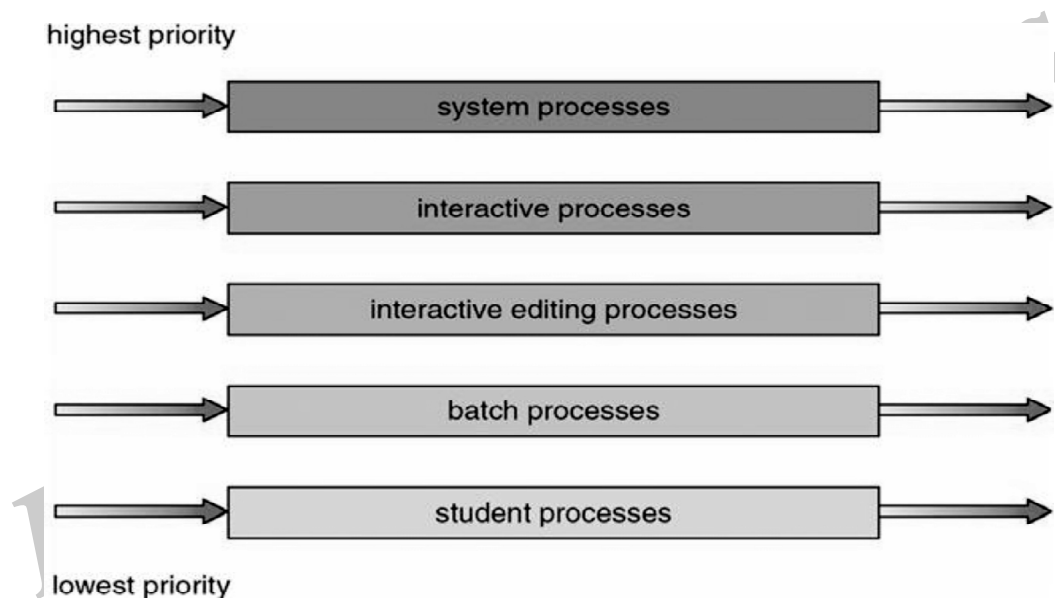 highest priority
system processes
interactive processes
interactive editing processes
batch processes
student processes
lowest priority